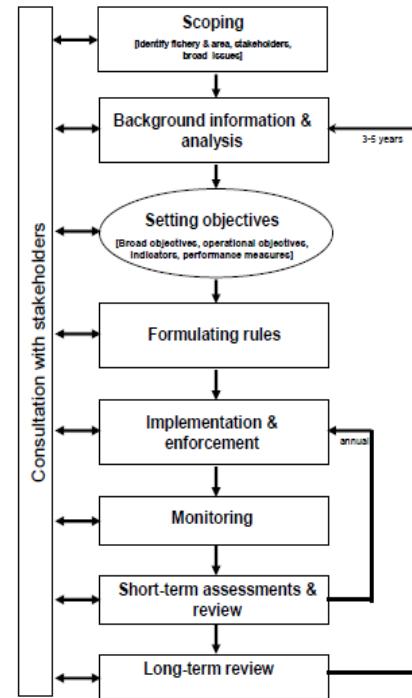 Scoping
[Identify fishery & area, stakeholders,
broad issues]
Background information &
analysis
3-5 years
Setting objectives
[Broad objectives, operational objectives,
indicators, performance measures]
Consultation with stakeholders
Formulating rules
Implementation &
enforcement
annual
Monitoring
Short-term assessments &
review
Long-term review